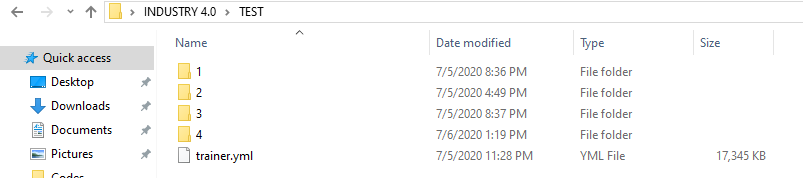 INDUSTRY 4.0 > TEST
Name Date modified Type Size
Quick access
Desktop
Downloads
Documents
Pictures
1 7/5/2020 8:36 PM File folder
2 7/5/2020 4:49 PM File folder
3 7/5/2020 8:37 PM File folder
4 7/6/2020 1:19 PM File folder
trainer.yml 7/5/2020 11:28 PM YML File 17,345 KB